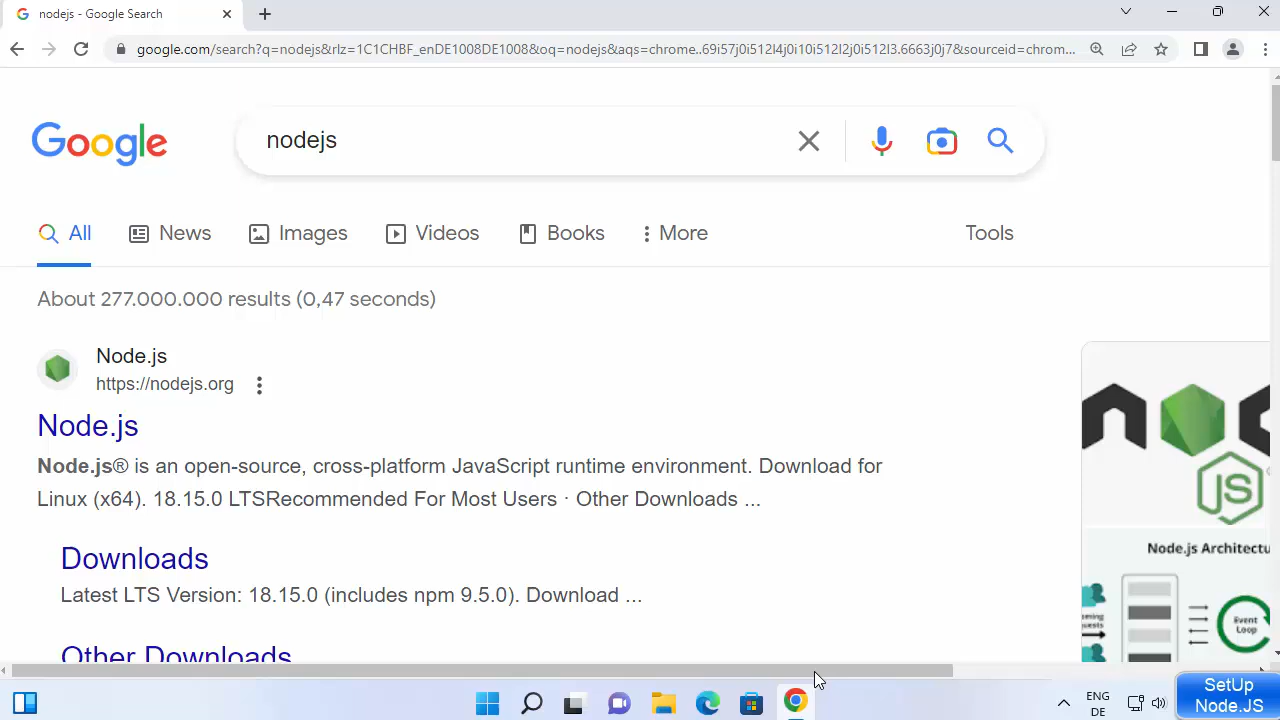 nodejs - Google Search
google.com/search?q=nodejs&rlz=1C1CHBF_enDE1008DE1008&oq=nodejs&aqs=chrome..69i57j0i512l4j0i10i512l2j0i512l3.6663j0j7&sourceid=chrom...
Google
nodejs
All
News
Images
Videos
Books
More
Tools
About 277.000.000 results (0,47 seconds)
Node.js
https://nodejs.org
Node.js
Node.js® is an open-source, cross-platform JavaScript runtime environment. Download for
Linux (x64). 18.15.0 LTSRecommended For Most Users · Other Downloads ...
Downloads
Latest LTS Version: 18.15.0 (includes npm 9.5.0). Download ...
Other Downloads
JS
Node.js Architectu
Event
Loop
ENG
DE
SetUp
Node.JS